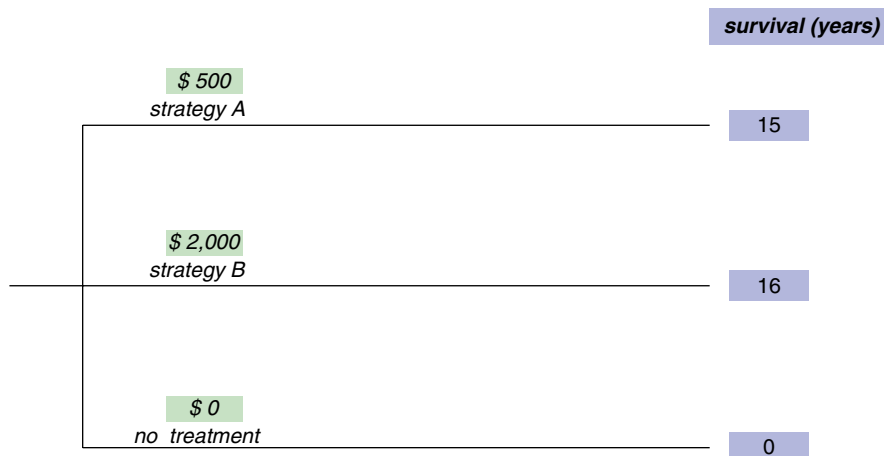 survival (years)
$ 500
strategy A
15
$ 2,000
strategy B
16
$ 0
no treatment
0